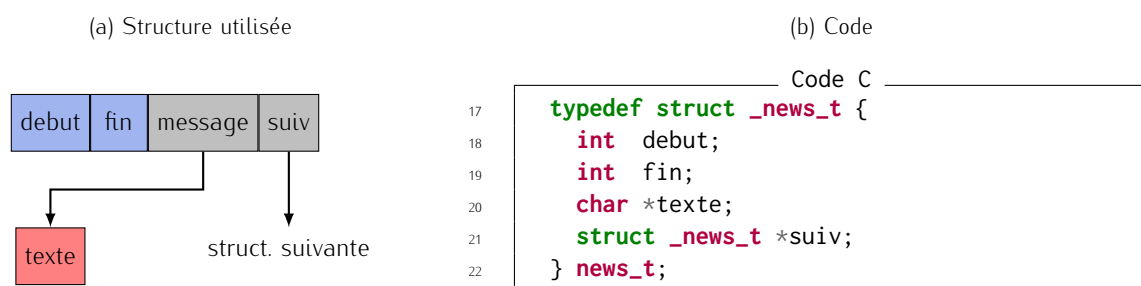 (a) Structure utilisée
debut fin message suiv
texte
struct. suivante
(b) Code
Code C
17 typedef struct _news_t {
18 int debut;
19 int fin;
20 char *texte;
21 struct _news_t *suiv;
22 } news_t;